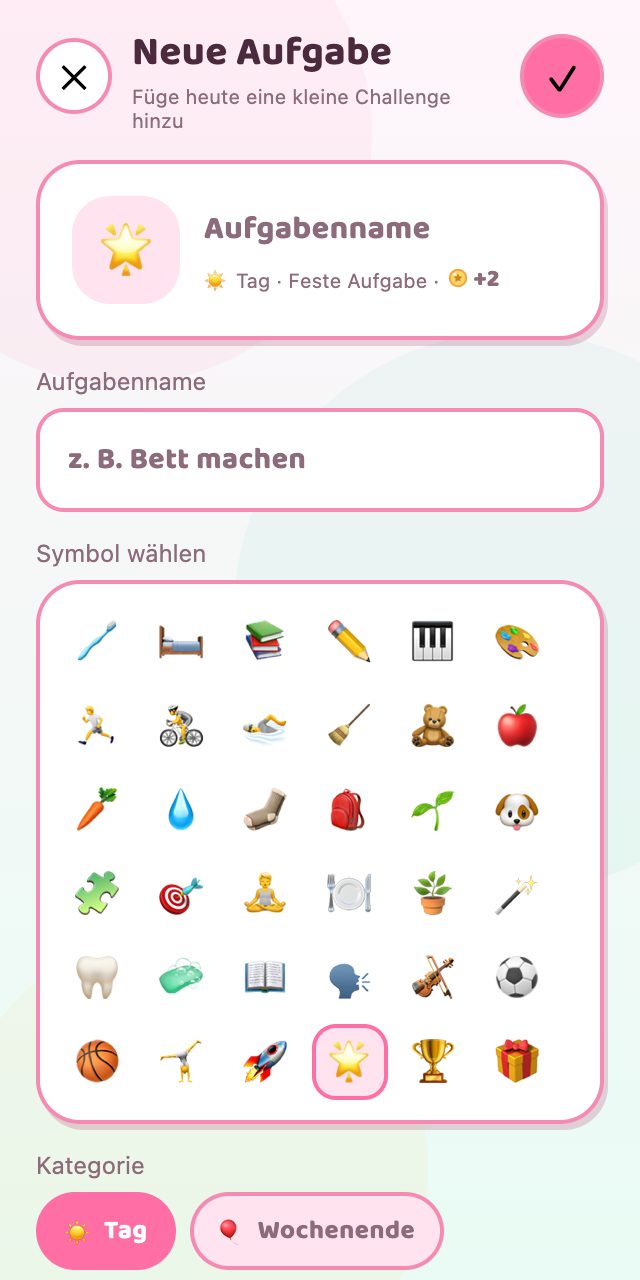 Neue Aufgabe
Füge heute eine kleine Challenge
hinzu
Aufgabenname
Tag · Feste Aufgabe · +2
Aufgabenname
z. B. Bett machen
Symbol wählen
Kategorie
Tag
Wochenende